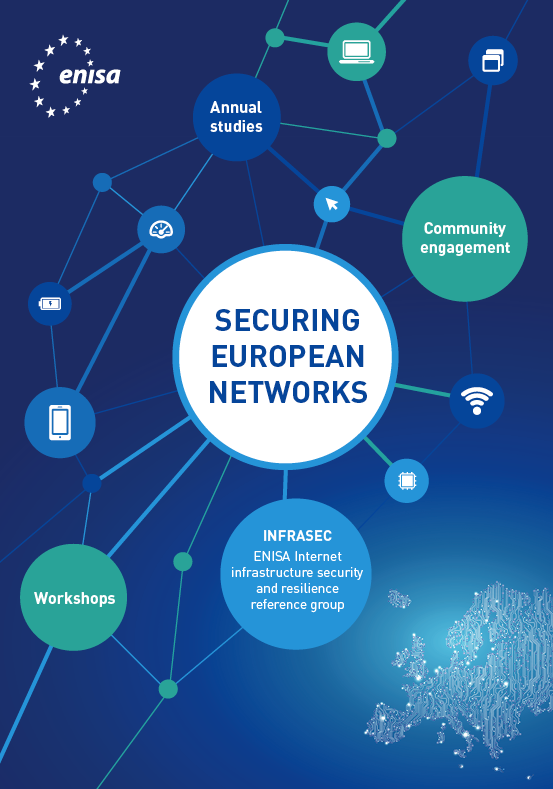 enisa
Annual
studies
Community
engagement
SECURING
EUROPEAN
NETWORKS
INFRASEC
ENISA Internet
infrastructure security
and resilience
reference group
Workshops